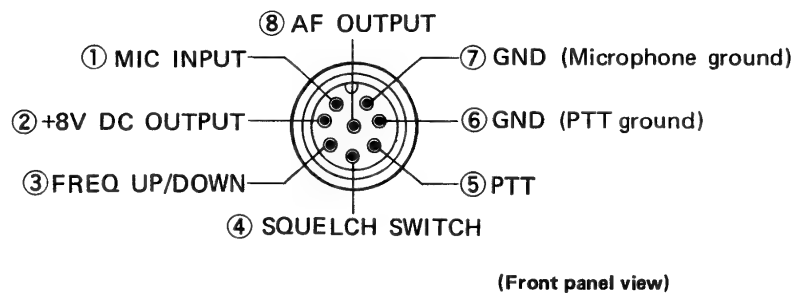 ⑧ AF OUTPUT
① MIC INPUT
⑦ GND (Microphone ground)
② +8V DC OUTPUT
⑥ GND (PTT ground)
③ FREQ UP/DOWN
⑤ PTT
④ SQUELCH SWITCH
(Front panel view)